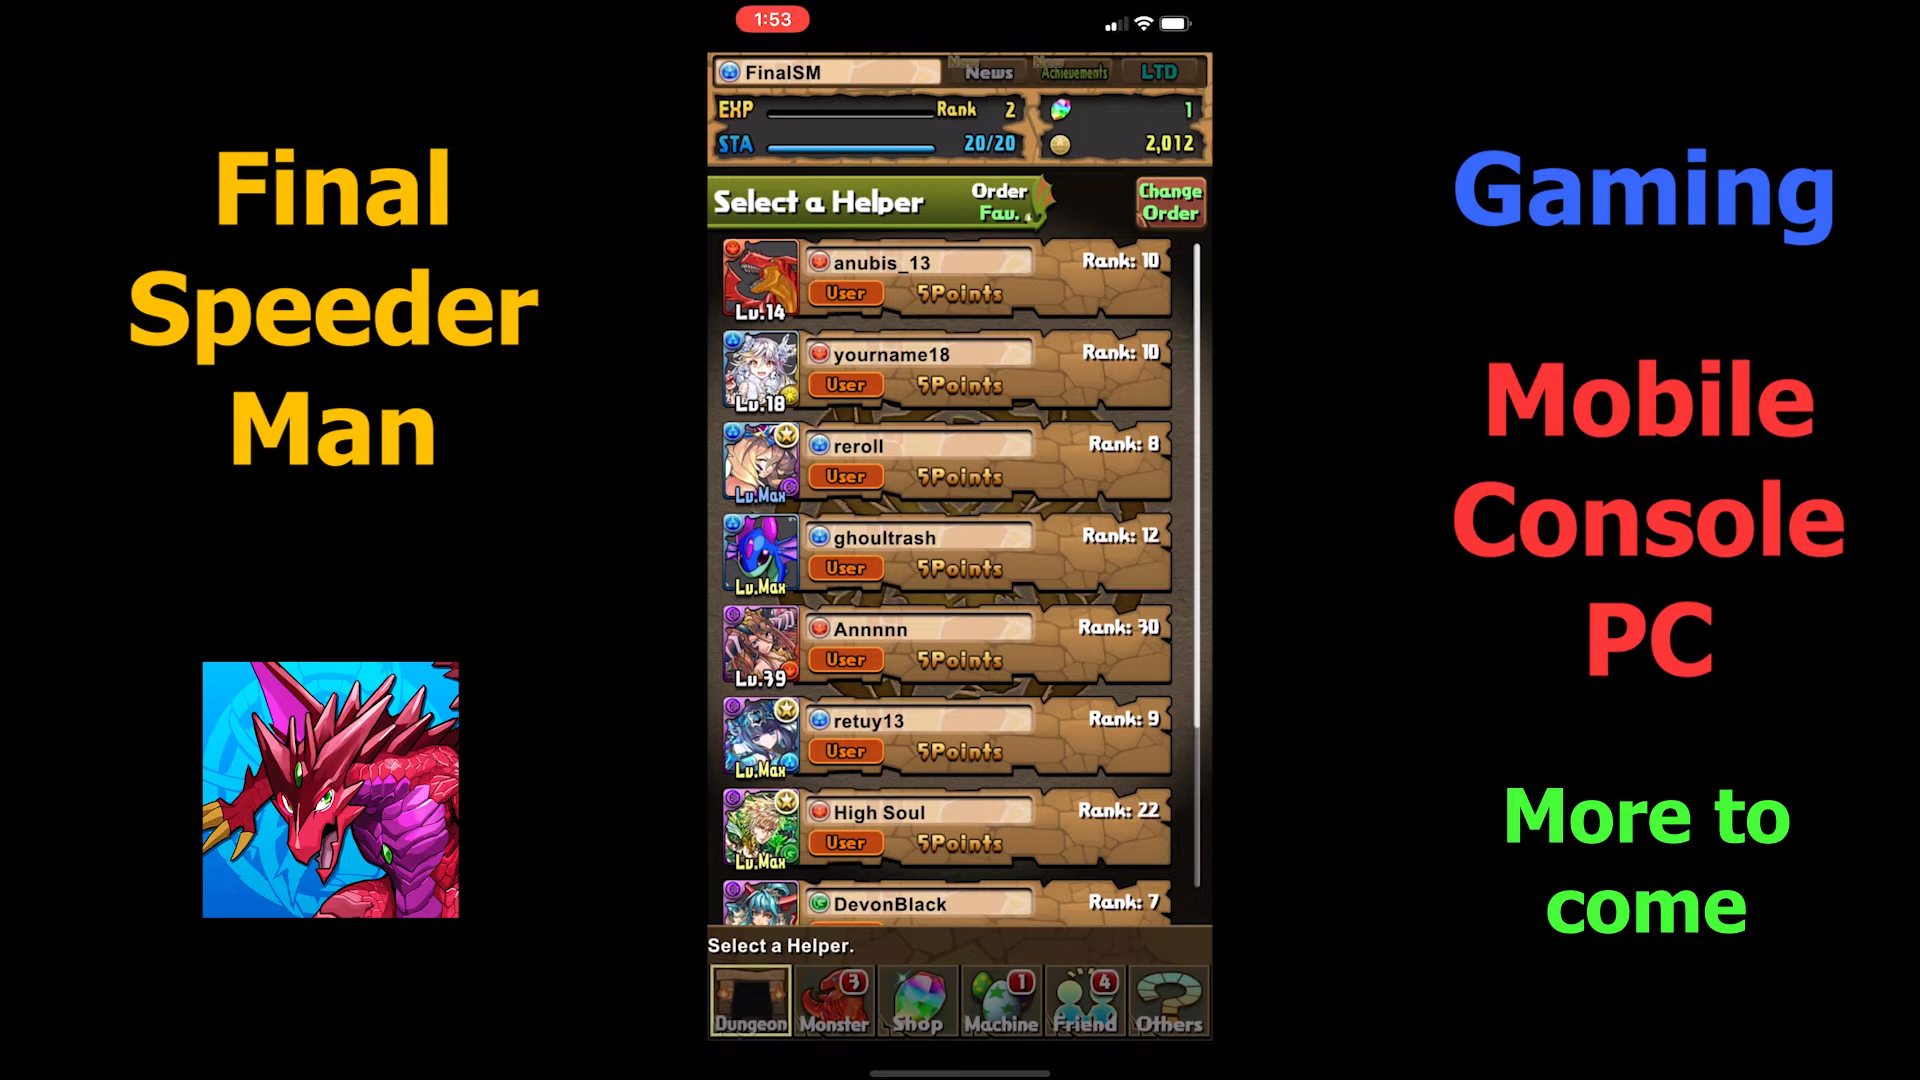 Final
Speeder
Man
1:53
FinalSM
New
News
New
Achievements
LTD
EXP
Rank 2
1
STA
20/20
2,012
Select a Helper
Order
Fav.
Change
Order
anubis_13
Rank: 10
User
5Points
Lv.14
yourname18
Rank: 10
User
5Points
Lv.18
reroll
Rank: 8
User
5Points
Lv.Max
ghoultrash
Rank: 12
User
5Points
Lv.Max
Annnnn
Rank: 30
User
5Points
Lv.39
retuy13
Rank: 9
User
5Points
Lv.Max
High Soul
Rank: 22
User
5Points
Lv.Max
DevonBlack
Rank: 7
Select a Helper.
Dungeon
3
Monster
Shop
1
Machine
4
Friend
Others
Gaming
Mobile
Console
PC
More to
come